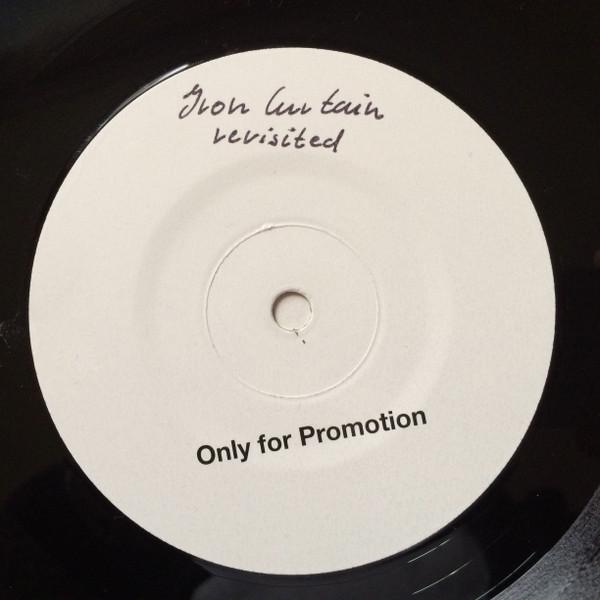 Iron Curtain
revisited
Only for Promotion